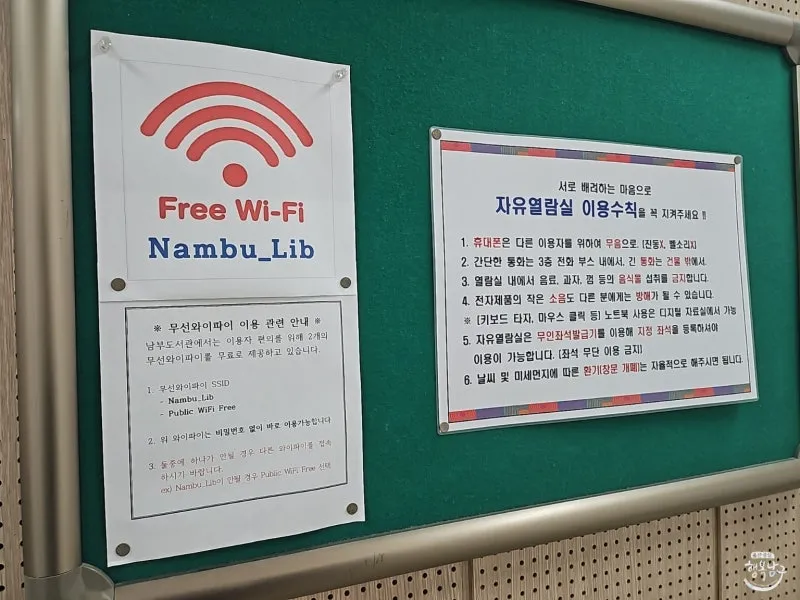 Free Wi-Fi
Nambu_Lib
※ 무선와이파이 이용 관련 안내 ※
남부도서관에서는 이용자 편의를 위해 2개의
무선와이파이를 무료로 제공하고 있습니다.
1. 무선와이파이 SSID
- Nambu_Lib
- Public WiFi Free
2. 위 와이파이는 비밀번호 없이 바로 이용가능합니다
3. 둘중에 하나가 안될 경우 다른 와이파이를 접속
하시기 바랍니다.
ex) Nambu_Lib이 안될 경우 Public WiFi Free 선택
서로 배려하는 마음으로
자유열람실 이용수칙을 꼭 지켜주세요 !!
1. 휴대폰은 다른 이용자를 위하여 무음으로. (진동X, 벨소리X)
2. 간단한 통화는 3층 전화 부스 내에서, 긴 통화는 건물 밖에서.
3. 열람실 내에서 음료, 과자, 껌 등의 음식물 섭취를 금지합니다.
4. 전자제품의 작은 소음도 다른 분에게는 방해가 될 수 있습니다.
※ [키보드 타자, 마우스 클릭 등] 노트북 사용은 디지털 자료실에서 가능
5. 자유열람실은 무인좌석발급기를 이용해 지정 좌석을 등록하셔야
이용이 가능합니다. (좌석 무단 이용 금지)
6. 날씨 및 미세먼지에 따른 환기(창문 개폐)는 자율적으로 해주시면 됩니다.
행복남구